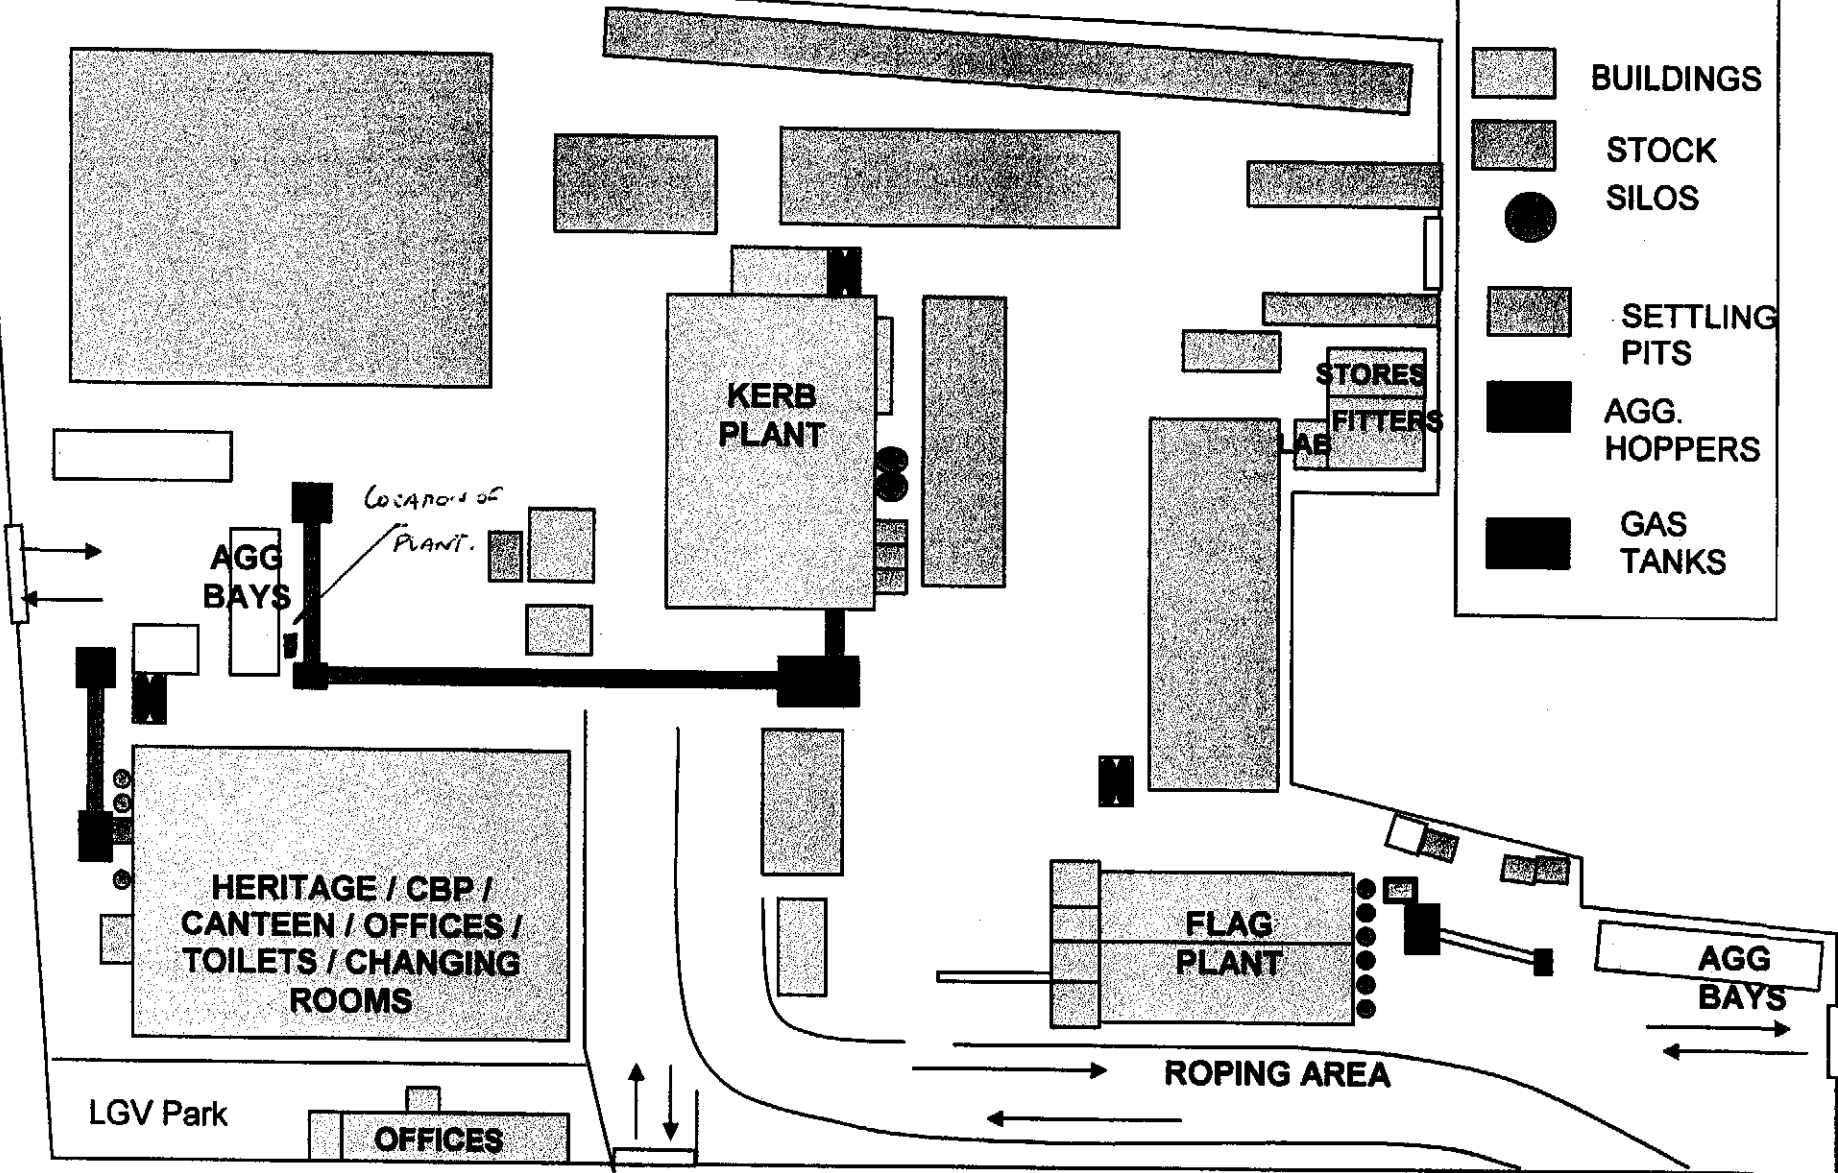 BUILDINGS
STOCK
SILOS
SETTLING
PITS
AGG.
HOPPERS
GAS
TANKS
KERB
PLANT
STORES
FITTERS
LAB
LOCATION OF
PLANT.
AGG
BAYS
HERITAGE / CBP /
CANTEEN / OFFICES /
TOILETS / CHANGING
ROOMS
FLAG
PLANT
AGG
BAYS
ROPING AREA
LGV Park
OFFICES